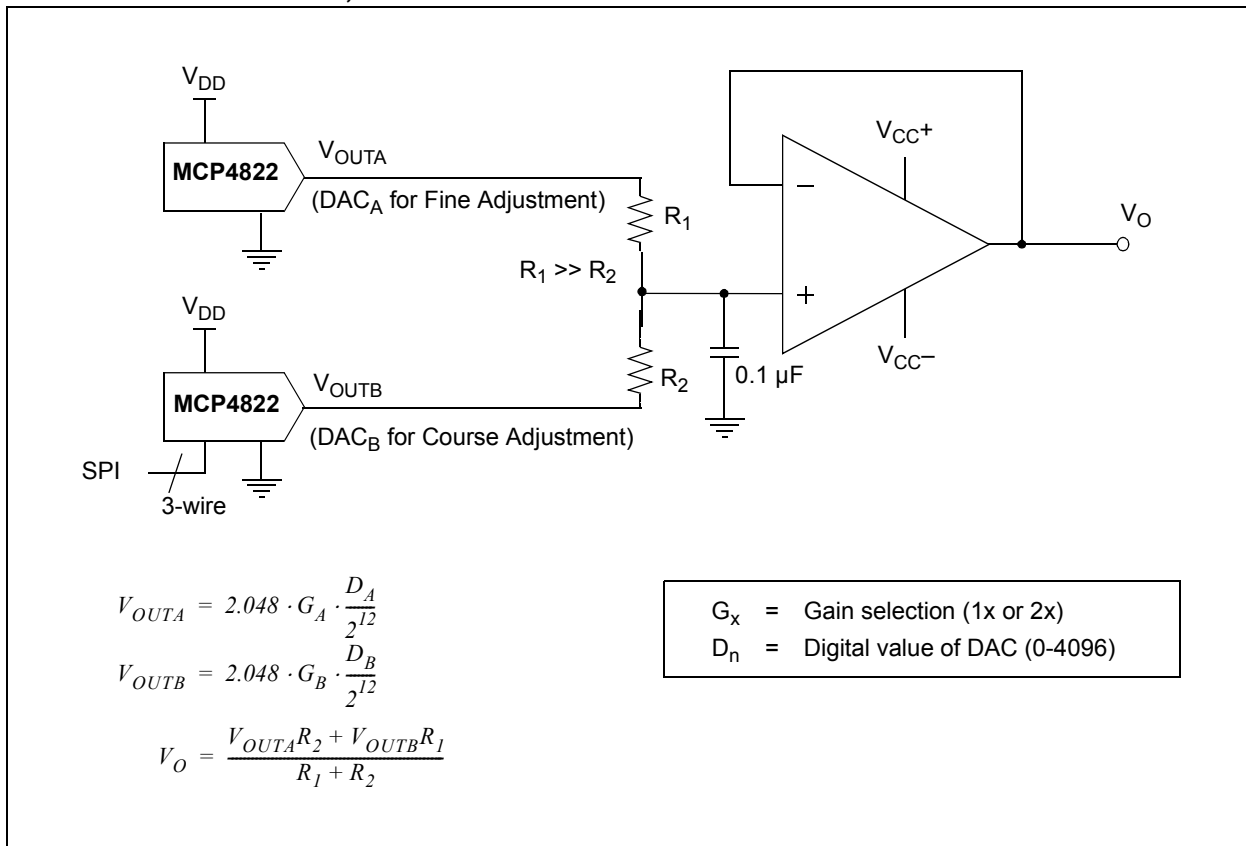 V_DD
MCP4822
V_OUTA
(DAC_A for Fine Adjustment)
R_1
R_1 >> R_2
V_DD
MCP4822
V_OUTB
(DAC_B for Course Adjustment)
SPI
3-wire
R_2
0.1 µF
−
+
V_CC+
V_CC−
V_O
V_OUTA = 2.048 · G_A · D_A / 2^12
V_OUTB = 2.048 · G_B · D_B / 2^12
V_O = (V_OUTA R_2 + V_OUTB R_1) / (R_1 + R_2)
G_x = Gain selection (1x or 2x)
D_n = Digital value of DAC (0-4096)